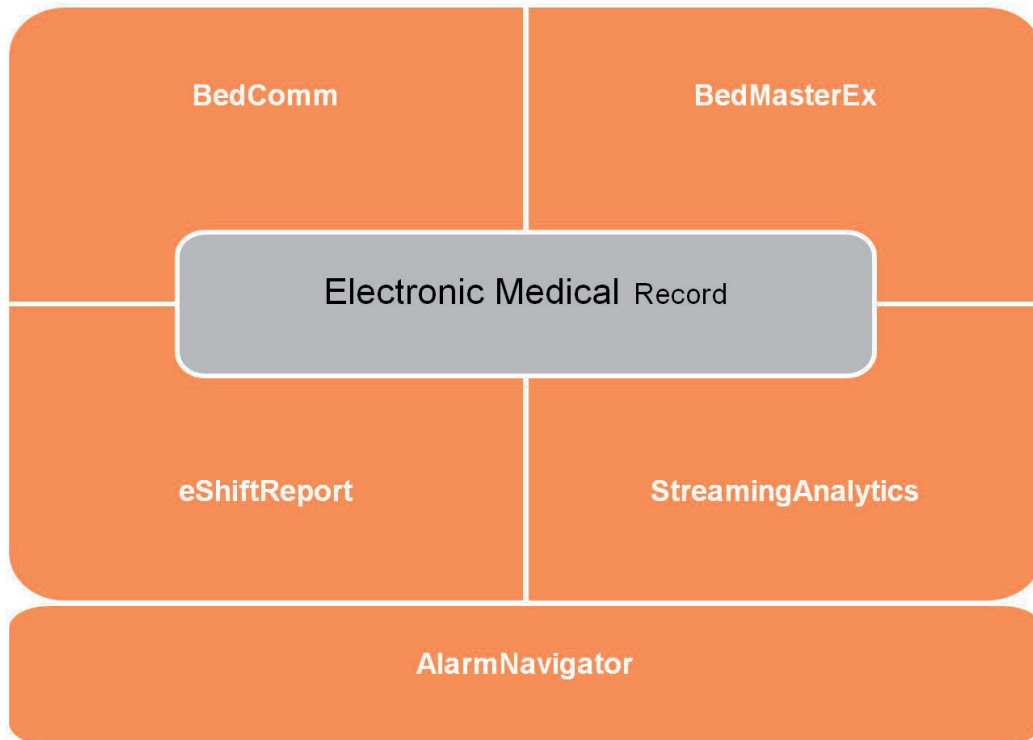 BedComm
BedMasterEx
Electronic Medical Record
eShiftReport
StreamingAnalytics
AlarmNavigator